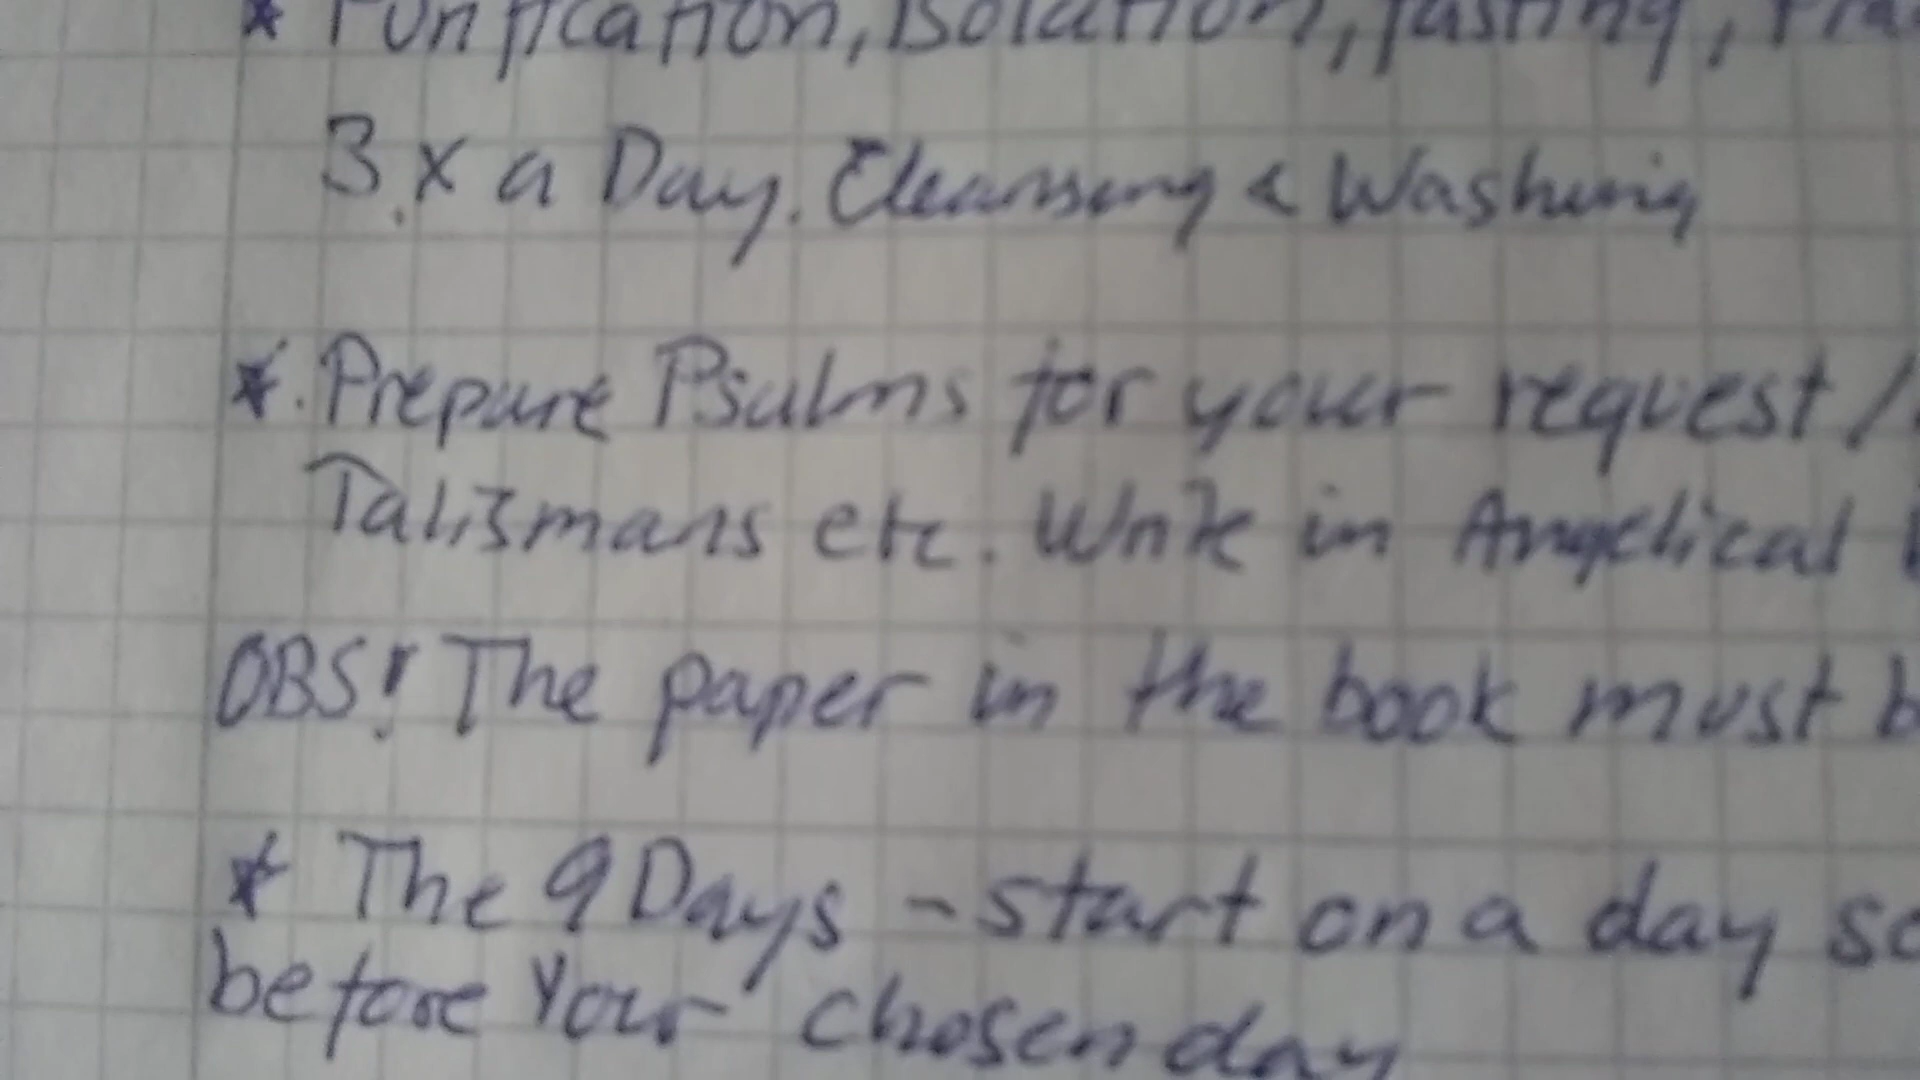 * Purification, Isolation, fasting,
3.x a Day. Cleansing & Washing
*. Prepare Psalms for your request /
Talismans etc. Write in Angelical
OBS! The paper in the book must
* The 9 Days - start on a day
before Your chosen day